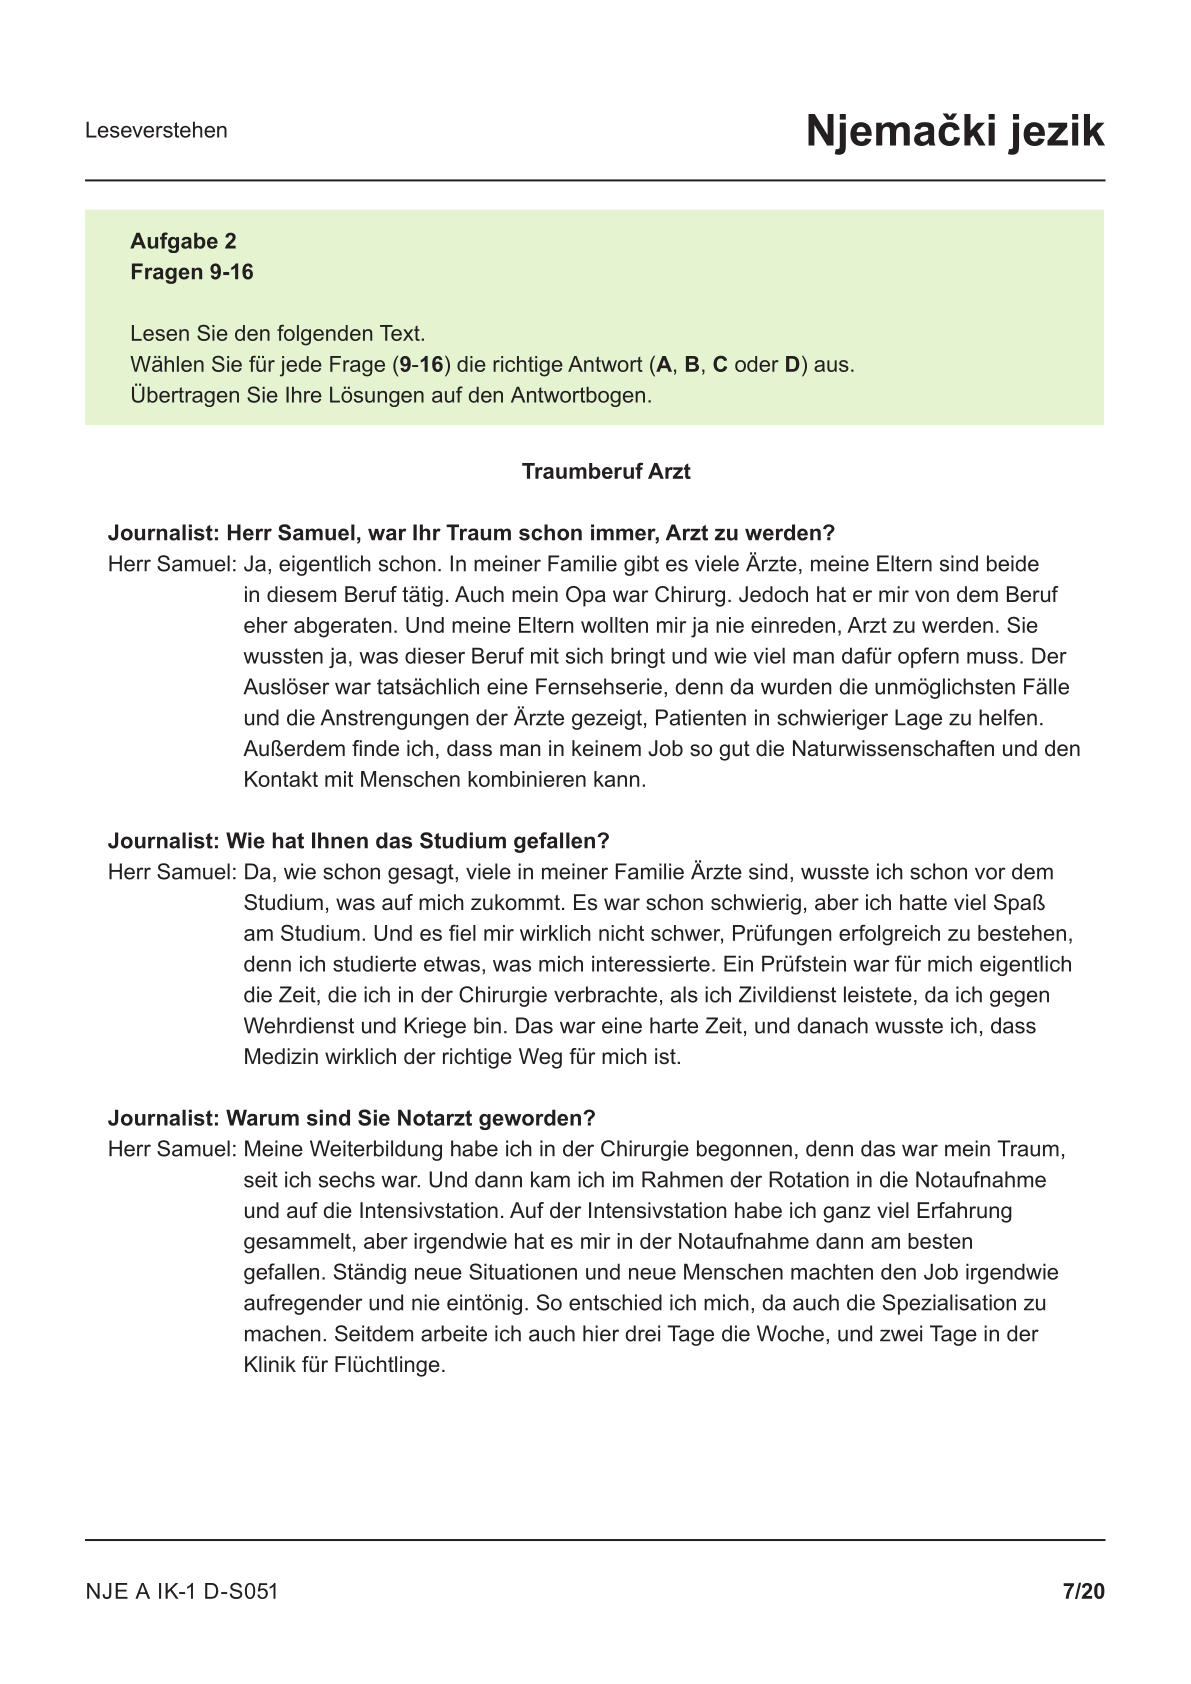 Leseverstehen
Njemački jezik
Aufgabe 2
Fragen 9-16
Lesen Sie den folgenden Text.
Wählen Sie für jede Frage (9-16) die richtige Antwort (A, B, C oder D) aus.
Übertragen Sie Ihre Lösungen auf den Antwortbogen.
Traumberuf Arzt
Journalist: Herr Samuel, war Ihr Traum schon immer, Arzt zu werden?
Herr Samuel: Ja, eigentlich schon. In meiner Familie gibt es viele Ärzte, meine Eltern sind beide
in diesem Beruf tätig. Auch mein Opa war Chirurg. Jedoch hat er mir von dem Beruf
eher abgeraten. Und meine Eltern wollten mir ja nie einreden, Arzt zu werden. Sie
wussten ja, was dieser Beruf mit sich bringt und wie viel man dafür opfern muss. Der
Auslöser war tatsächlich eine Fernsehserie, denn da wurden die unmöglichsten Fälle
und die Anstrengungen der Ärzte gezeigt, Patienten in schwieriger Lage zu helfen.
Außerdem finde ich, dass man in keinem Job so gut die Naturwissenschaften und den
Kontakt mit Menschen kombinieren kann.
Journalist: Wie hat Ihnen das Studium gefallen?
Herr Samuel: Da, wie schon gesagt, viele in meiner Familie Ärzte sind, wusste ich schon vor dem
Studium, was auf mich zukommt. Es war schon schwierig, aber ich hatte viel Spaß
am Studium. Und es fiel mir wirklich nicht schwer, Prüfungen erfolgreich zu bestehen,
denn ich studierte etwas, was mich interessierte. Ein Prüfstein war für mich eigentlich
die Zeit, die ich in der Chirurgie verbrachte, als ich Zivildienst leistete, da ich gegen
Wehrdienst und Kriege bin. Das war eine harte Zeit, und danach wusste ich, dass
Medizin wirklich der richtige Weg für mich ist.
Journalist: Warum sind Sie Notarzt geworden?
Herr Samuel: Meine Weiterbildung habe ich in der Chirurgie begonnen, denn das war mein Traum,
seit ich sechs war. Und dann kam ich im Rahmen der Rotation in die Notaufnahme
und auf die Intensivstation. Auf der Intensivstation habe ich ganz viel Erfahrung
gesammelt, aber irgendwie hat es mir in der Notaufnahme dann am besten
gefallen. Ständig neue Situationen und neue Menschen machten den Job irgendwie
aufregender und nie eintönig. So entschied ich mich, da auch die Spezialisation zu
machen. Seitdem arbeite ich auch hier drei Tage die Woche, und zwei Tage in der
Klinik für Flüchtlinge.
NJE A IK-1 D-S051
7/20